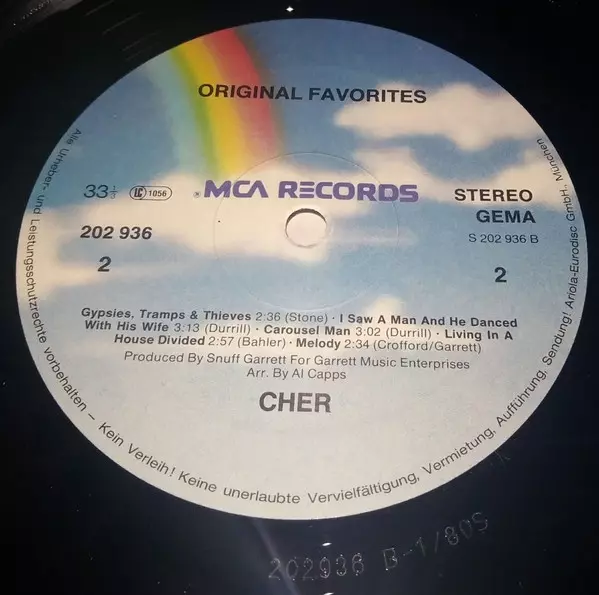 ORIGINAL FAVORITES
33 1/3
LC 1056
MCA RECORDS
STEREO
GEMA
202 936
S 202 936 B
2
2
Gypsies, Tramps & Thieves 2:36 (Stone) · I Saw A Man And He Danced
With His Wife 3:13 (Durrill) · Carousel Man 3:02 (Durrill) · Living In A
House Divided 2:57 (Bahler) · Melody 2:34 (Crofford/Garrett)
Produced By Snuff Garrett For Garrett Music Enterprises
Arr. By Al Capps
CHER
Alle Urheber- und Leistungsschutzrechte vorbehalten – Kein Verleih! Keine unerlaubte Vervielfältigung, Vermietung, Aufführung, Sendung! Ariola-Eurodisc GmbH., München
202936 B-1/80S